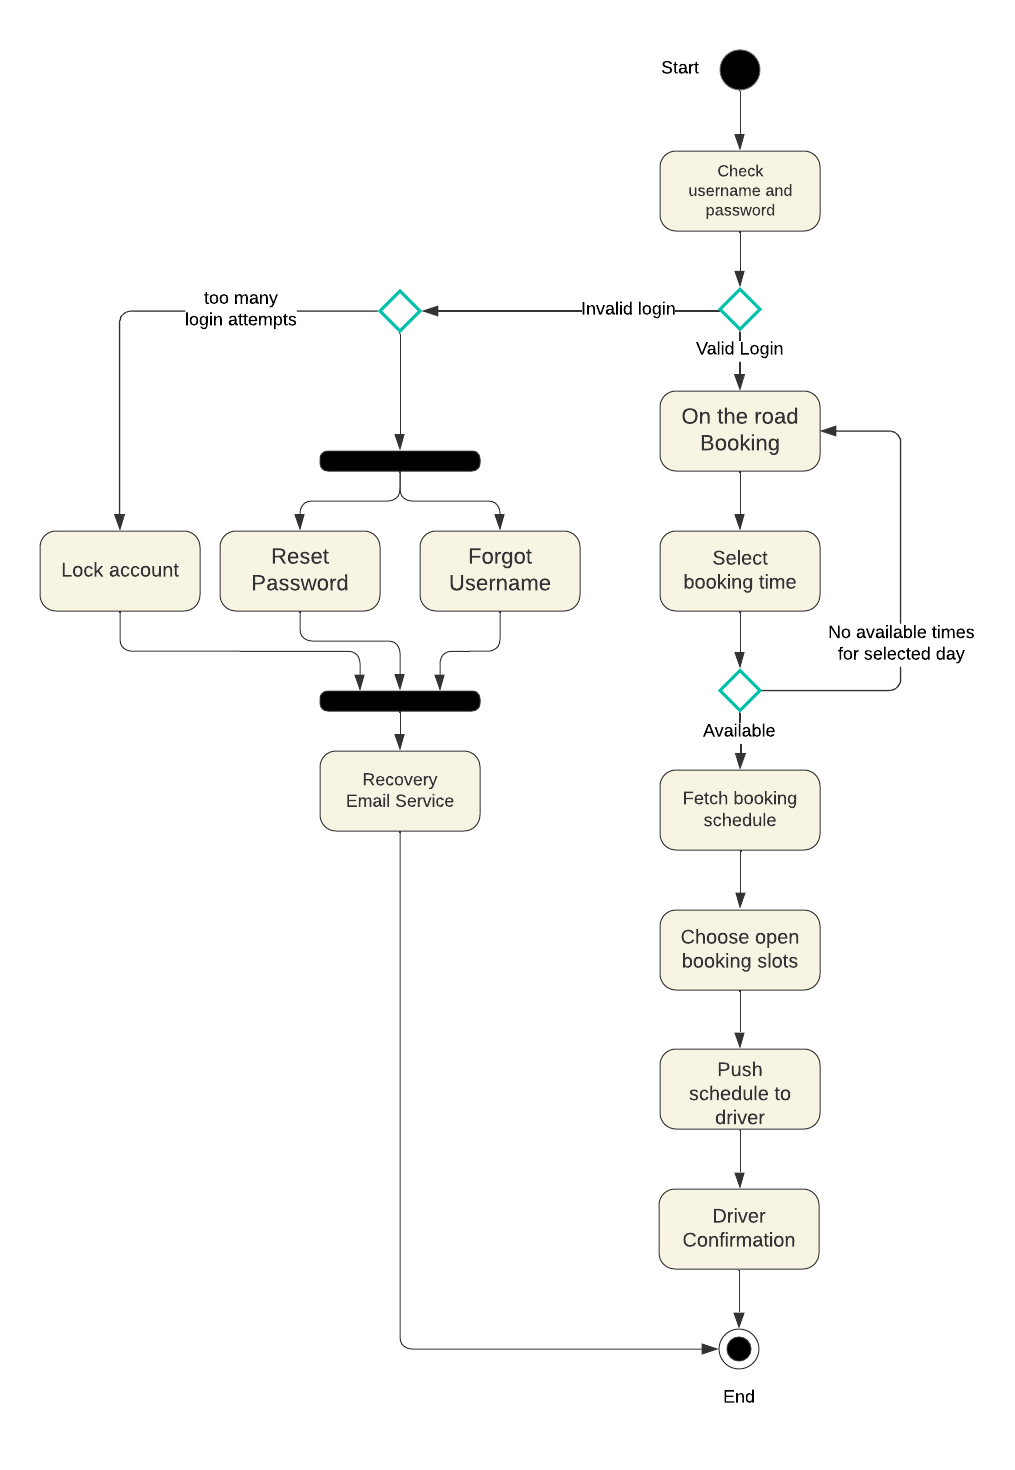 Start
Check
username and
password
too many
login attempts
Invalid login
Valid Login
On the road
Booking
Lock account
Reset
Password
Forgot
Username
Select
booking time
No available times
for selected day
Available
Recovery
Email Service
Fetch booking
schedule
Choose open
booking slots
Push
schedule to
driver
Driver
Confirmation
End